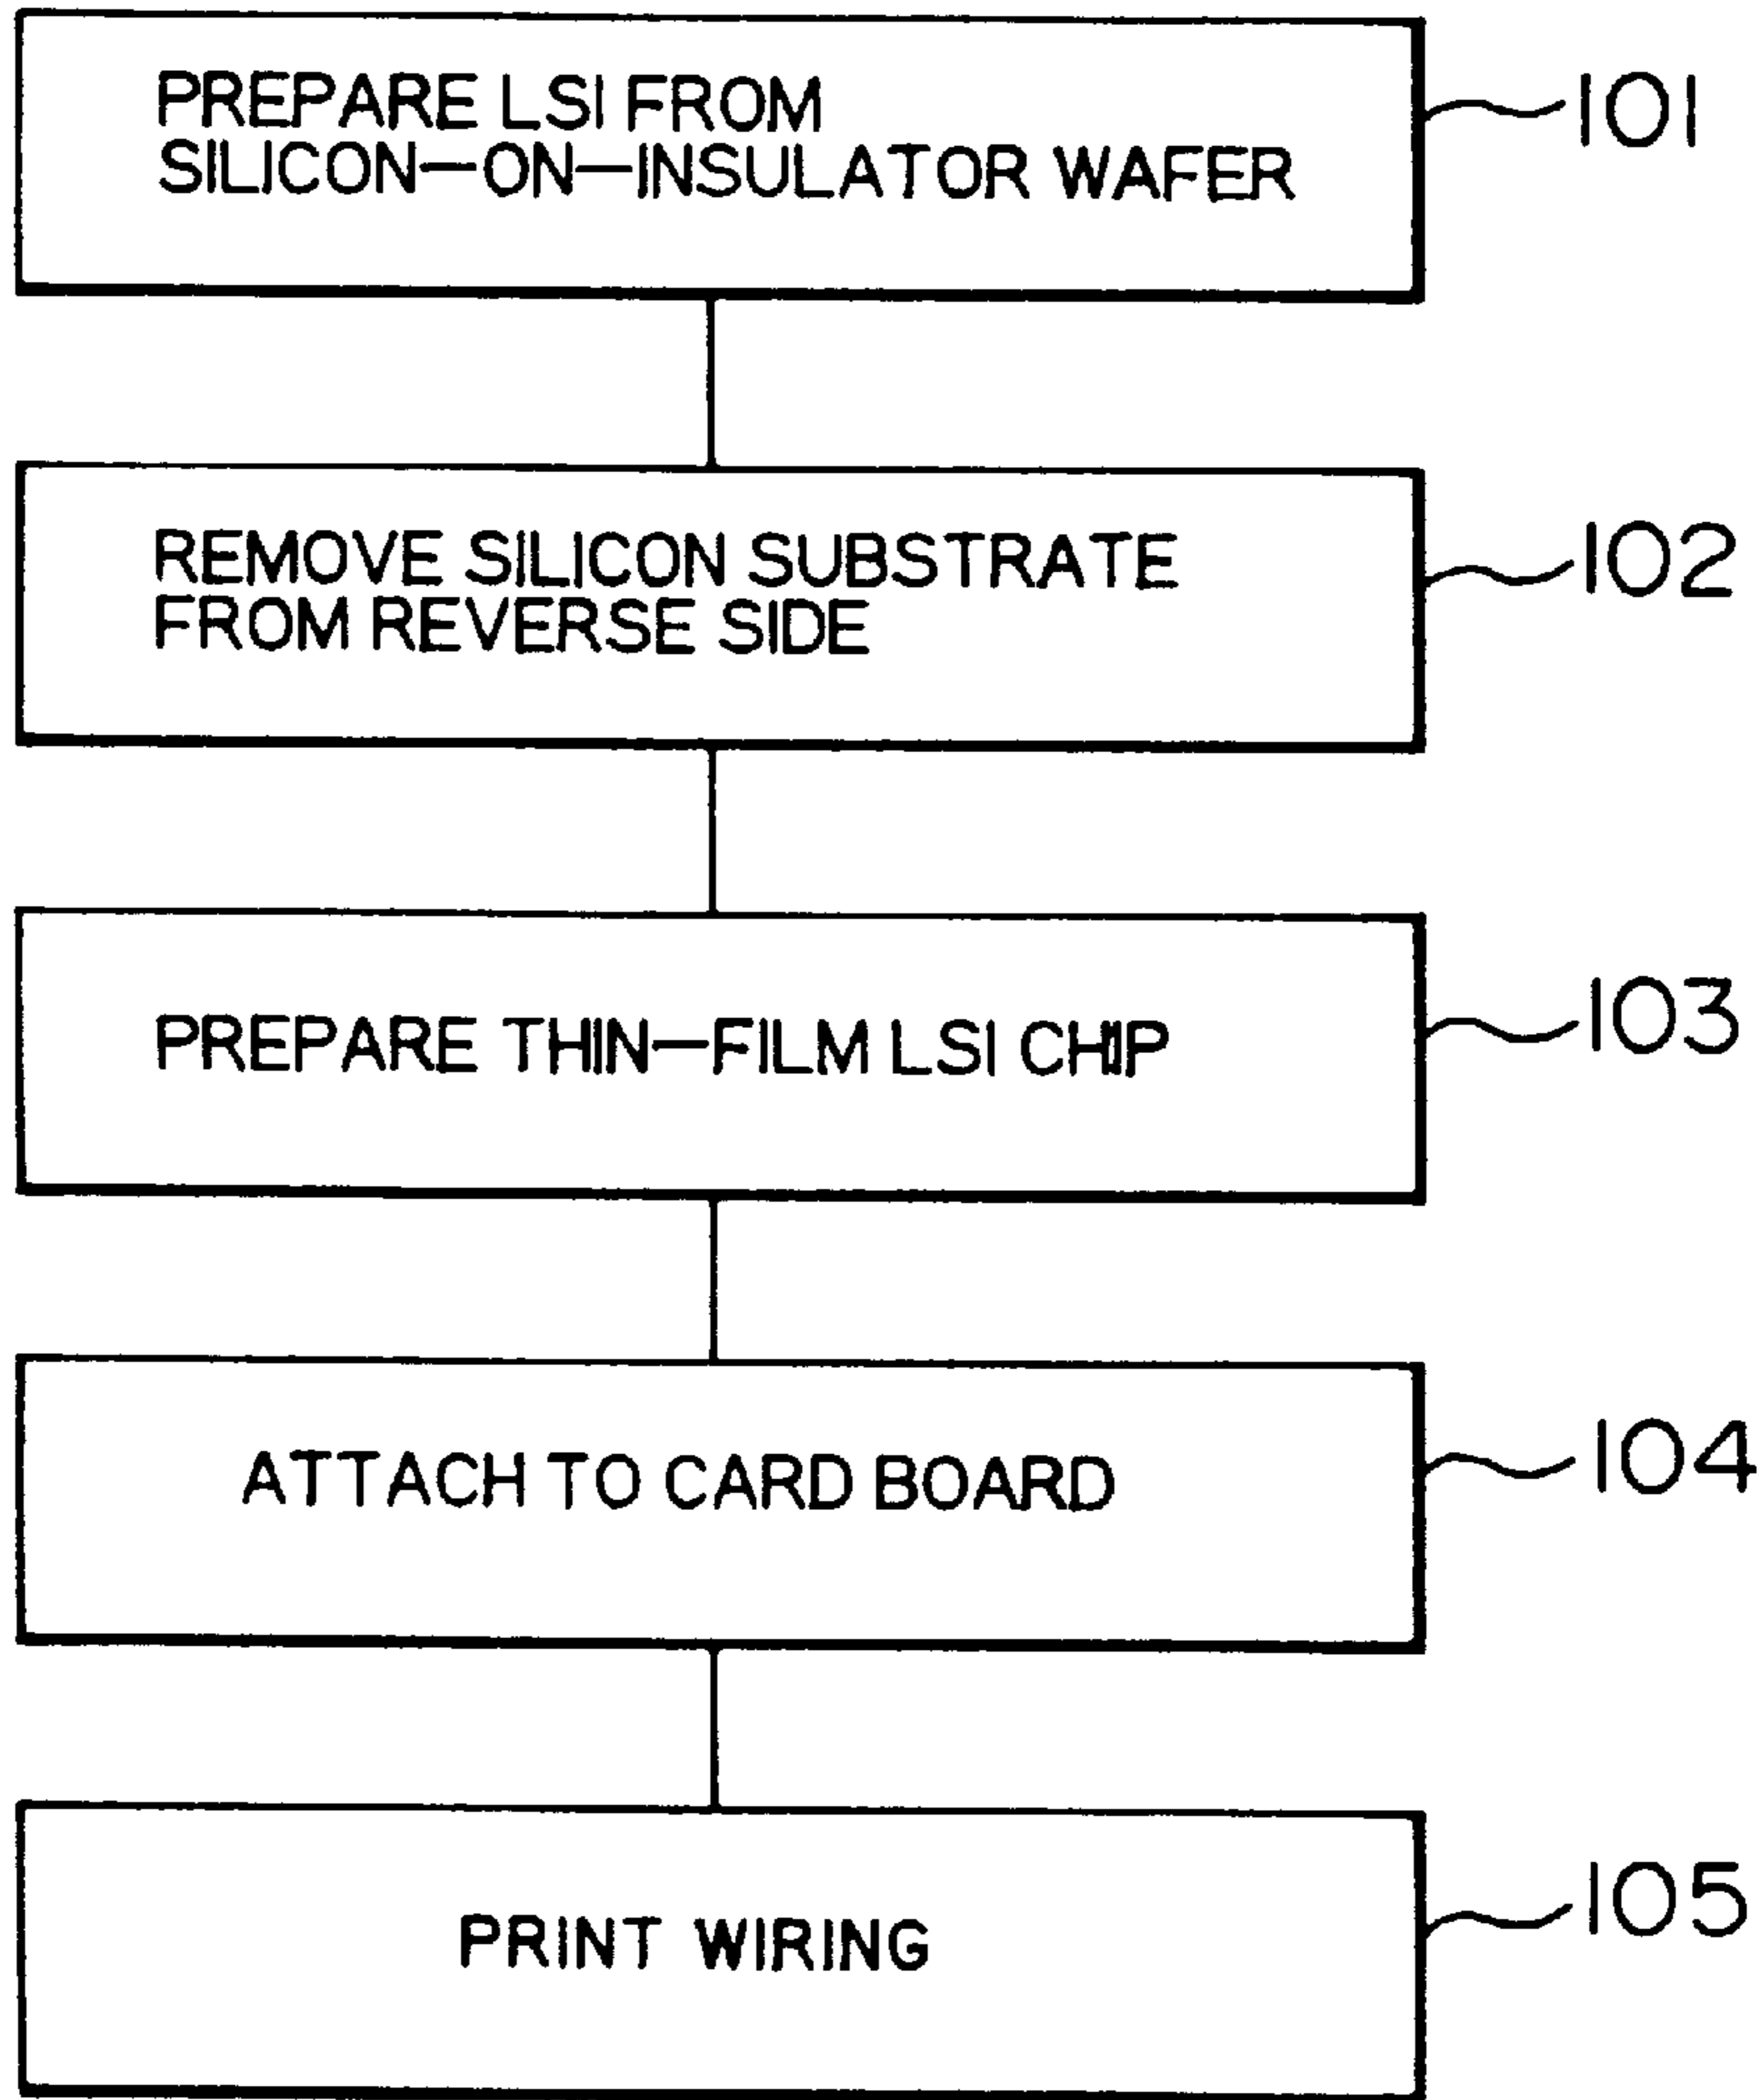 PREPARE LSI FROM
SILICON-ON-INSULATOR WAFER
101
REMOVE SILICON SUBSTRATE
FROM REVERSE SIDE
102
PREPARE THIN-FILM LSI CHIP
103
ATTACH TO CARD BOARD
104
PRINT WIRING
105